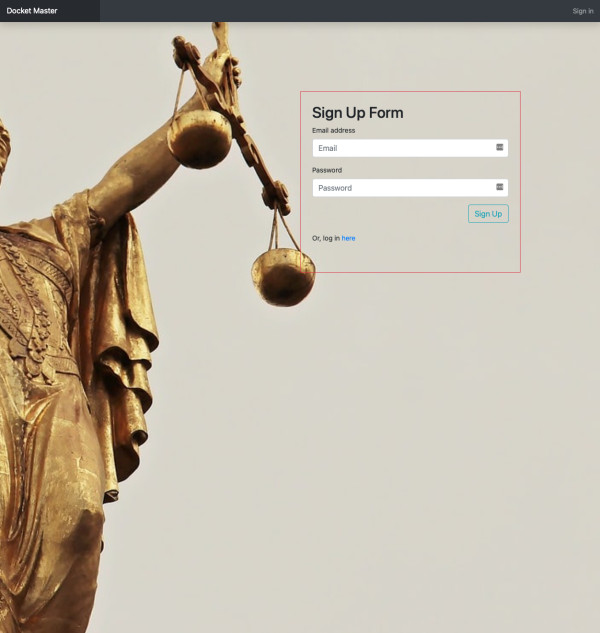 Docket Master
Sign in
Sign Up Form
Email address
Email
Password
Password
Sign Up
Or, log in here